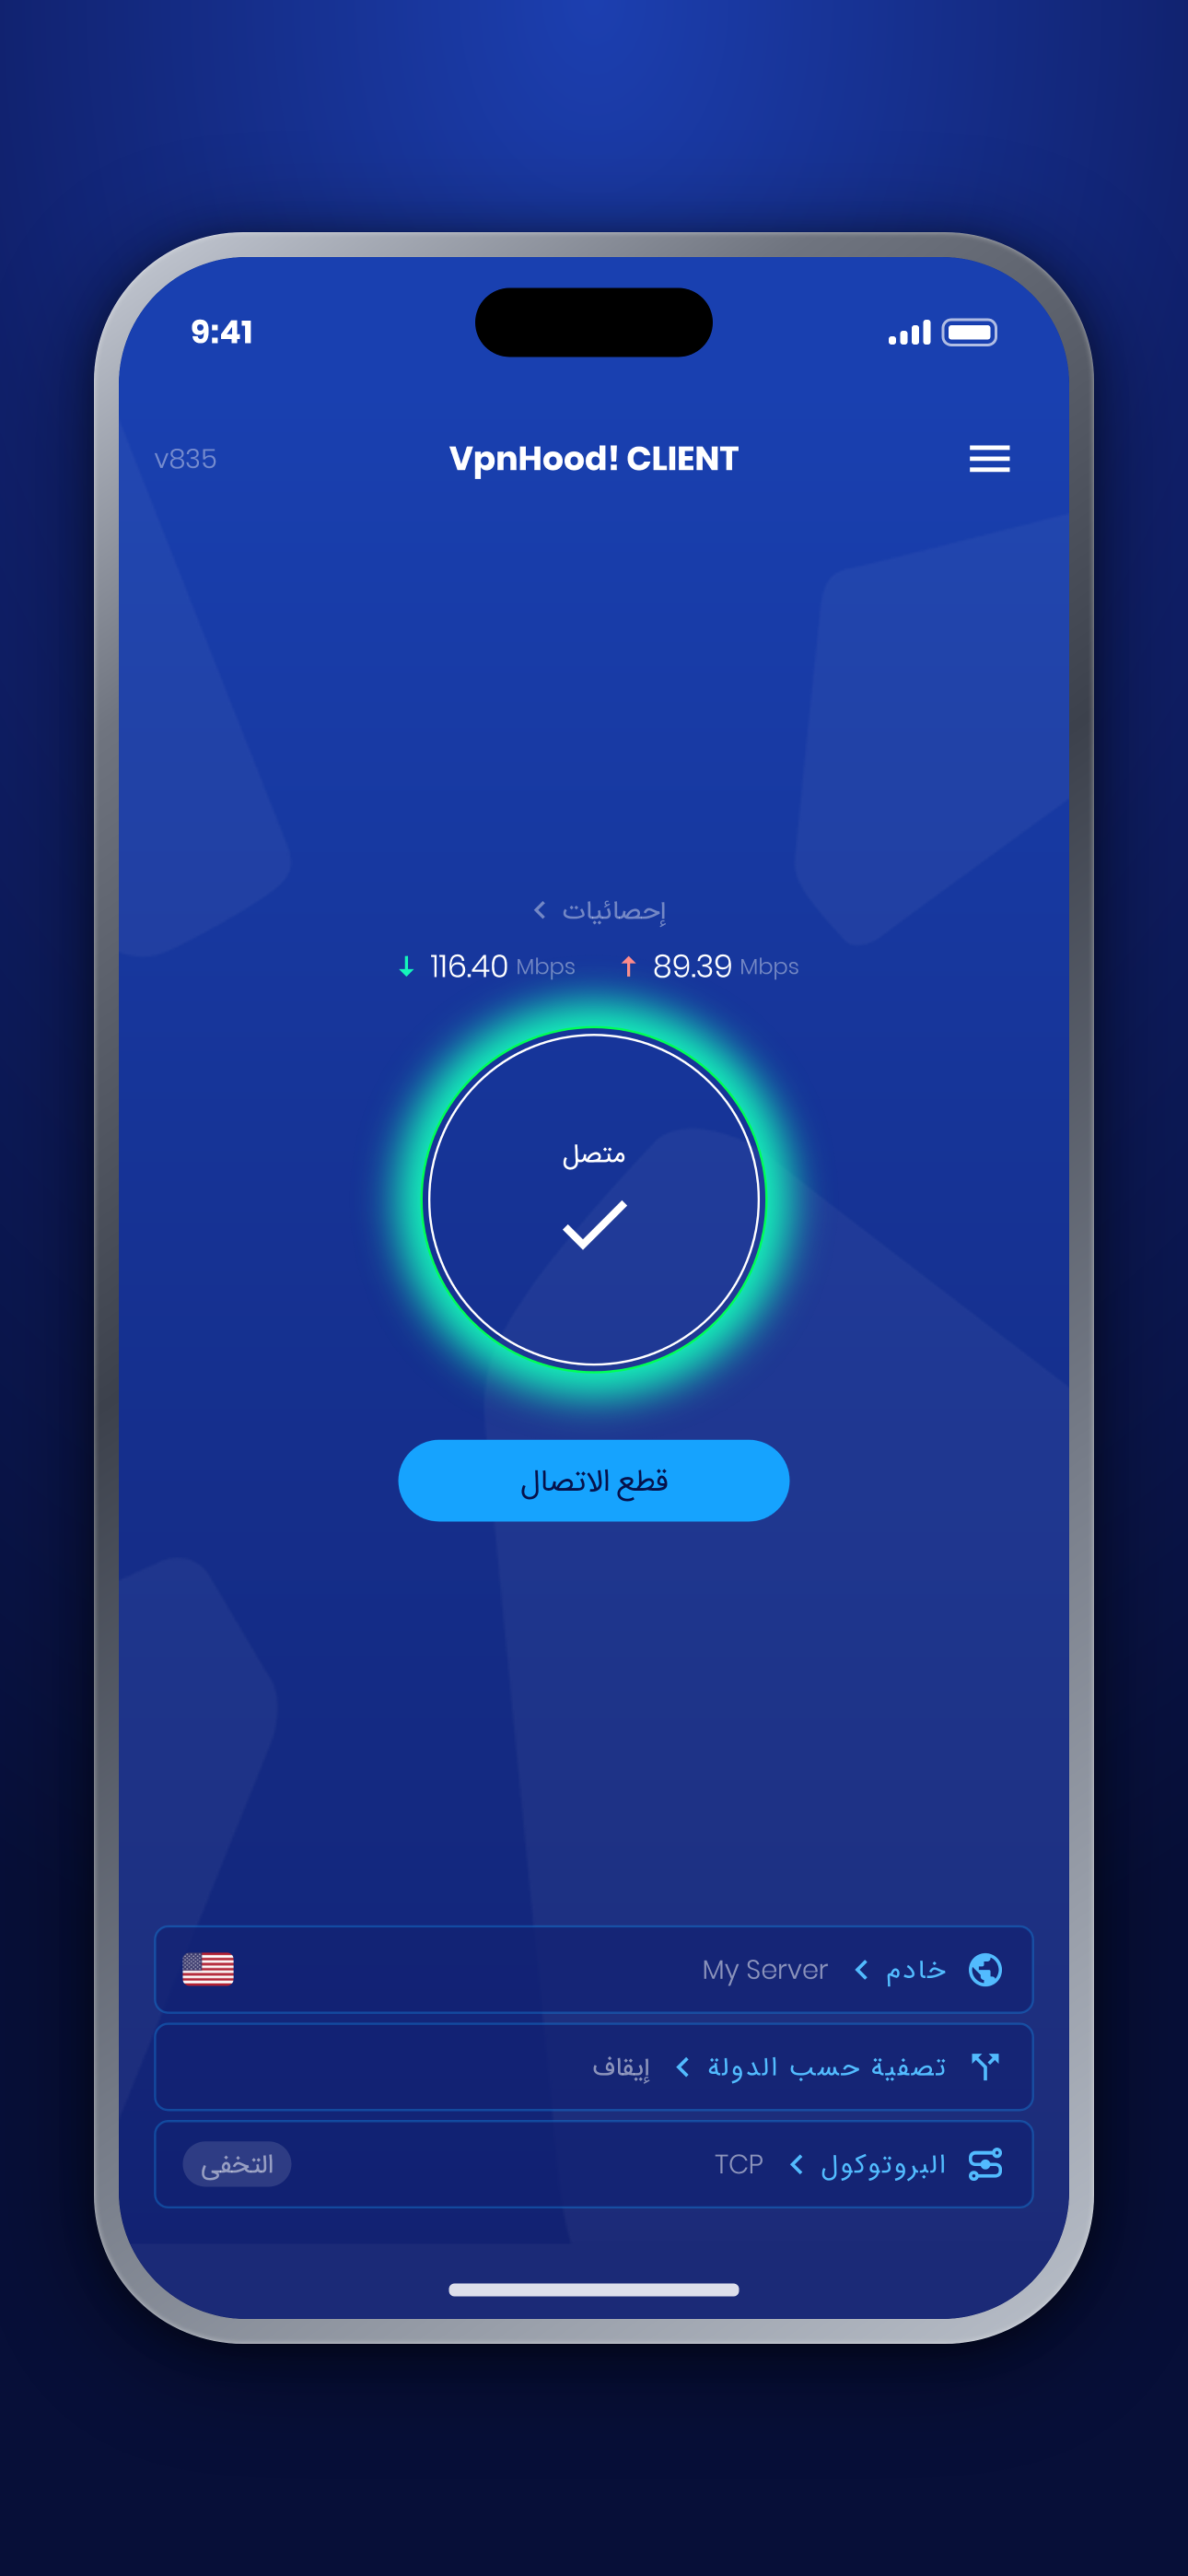 9:41
v835 VpnHood! CLIENT
إحصائيات
116.40 Mbps 89.39 Mbps
متصل
قطع الاتصال
خادم My Server
تصفية حسب الدولة إيقاف
البروتوكول TCP التخفي